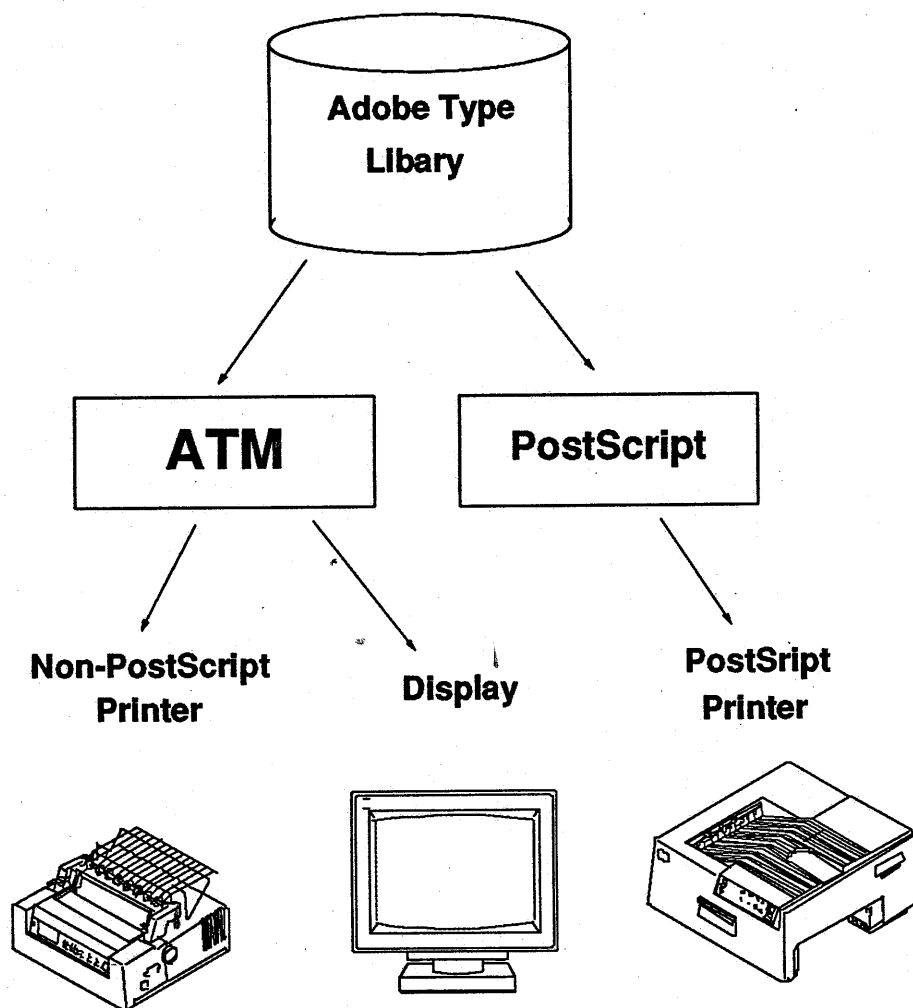 Adobe Type
Libary
ATM
PostScript
Non-PostScript
Printer
Display
PostSript
Printer